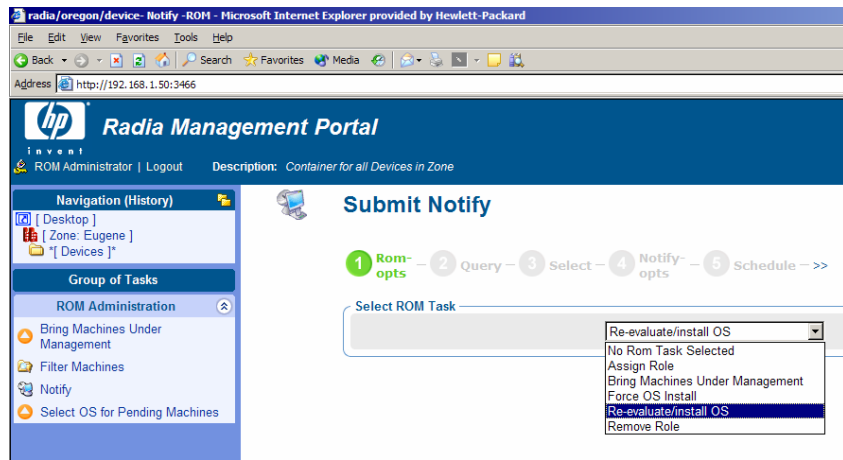 radia/oregon/device- Notify -ROM - Microsoft Internet Explorer provided by Hewlett-Packard
File Edit View Favorites Tools Help
Back Search Favorites Media
Address http://192.168.1.50:3466
hp
invent
Radia Management Portal
ROM Administrator | Logout Description: Container for all Devices in Zone
Navigation (History)
[ Desktop ]
[ Zone: Eugene ]
*[ Devices ]*
Group of Tasks
ROM Administration
Bring Machines Under
Management
Filter Machines
Notify
Select OS for Pending Machines
Submit Notify
1 Rom-opts – 2 Query – 3 Select – 4 Notify-opts – 5 Schedule – >>
Select ROM Task
Re-evaluate/install OS
No Rom Task Selected
Assign Role
Bring Machines Under Management
Force OS Install
Re-evaluate/install OS
Remove Role